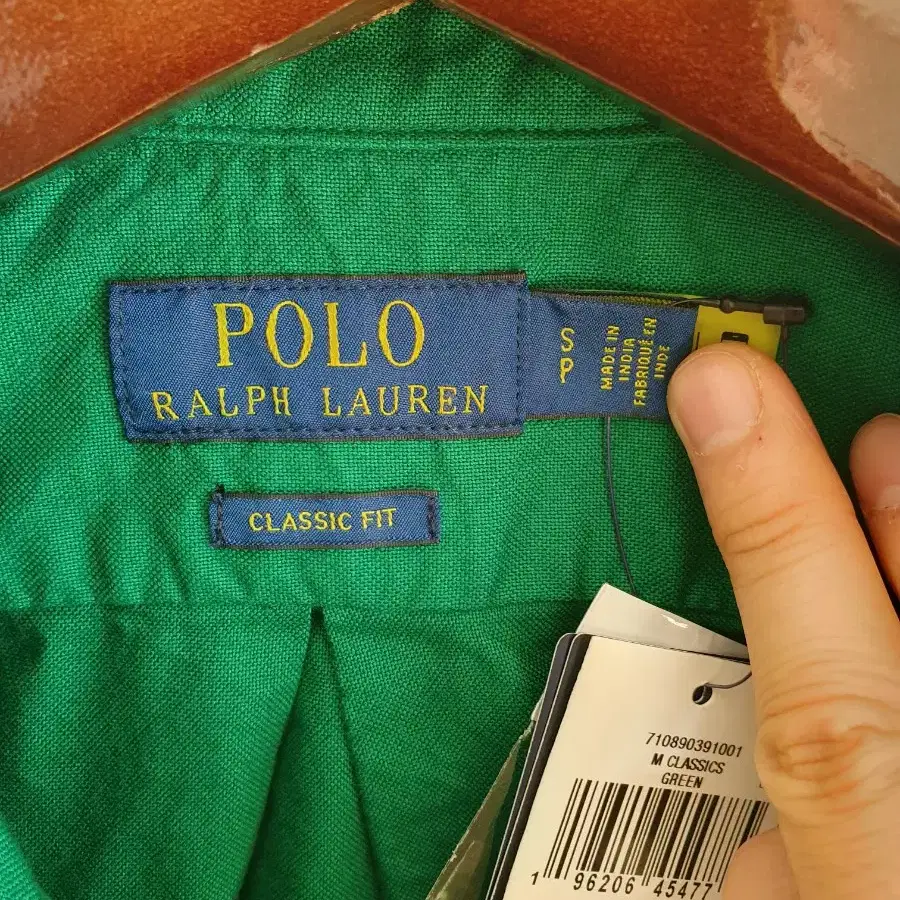 POLO
RALPH LAUREN
S
P
MADE IN
INDIA
FABRIQUÉ EN
INDE
CLASSIC FIT
710890391001
M CLASSICS
GREEN
1 96206 45477